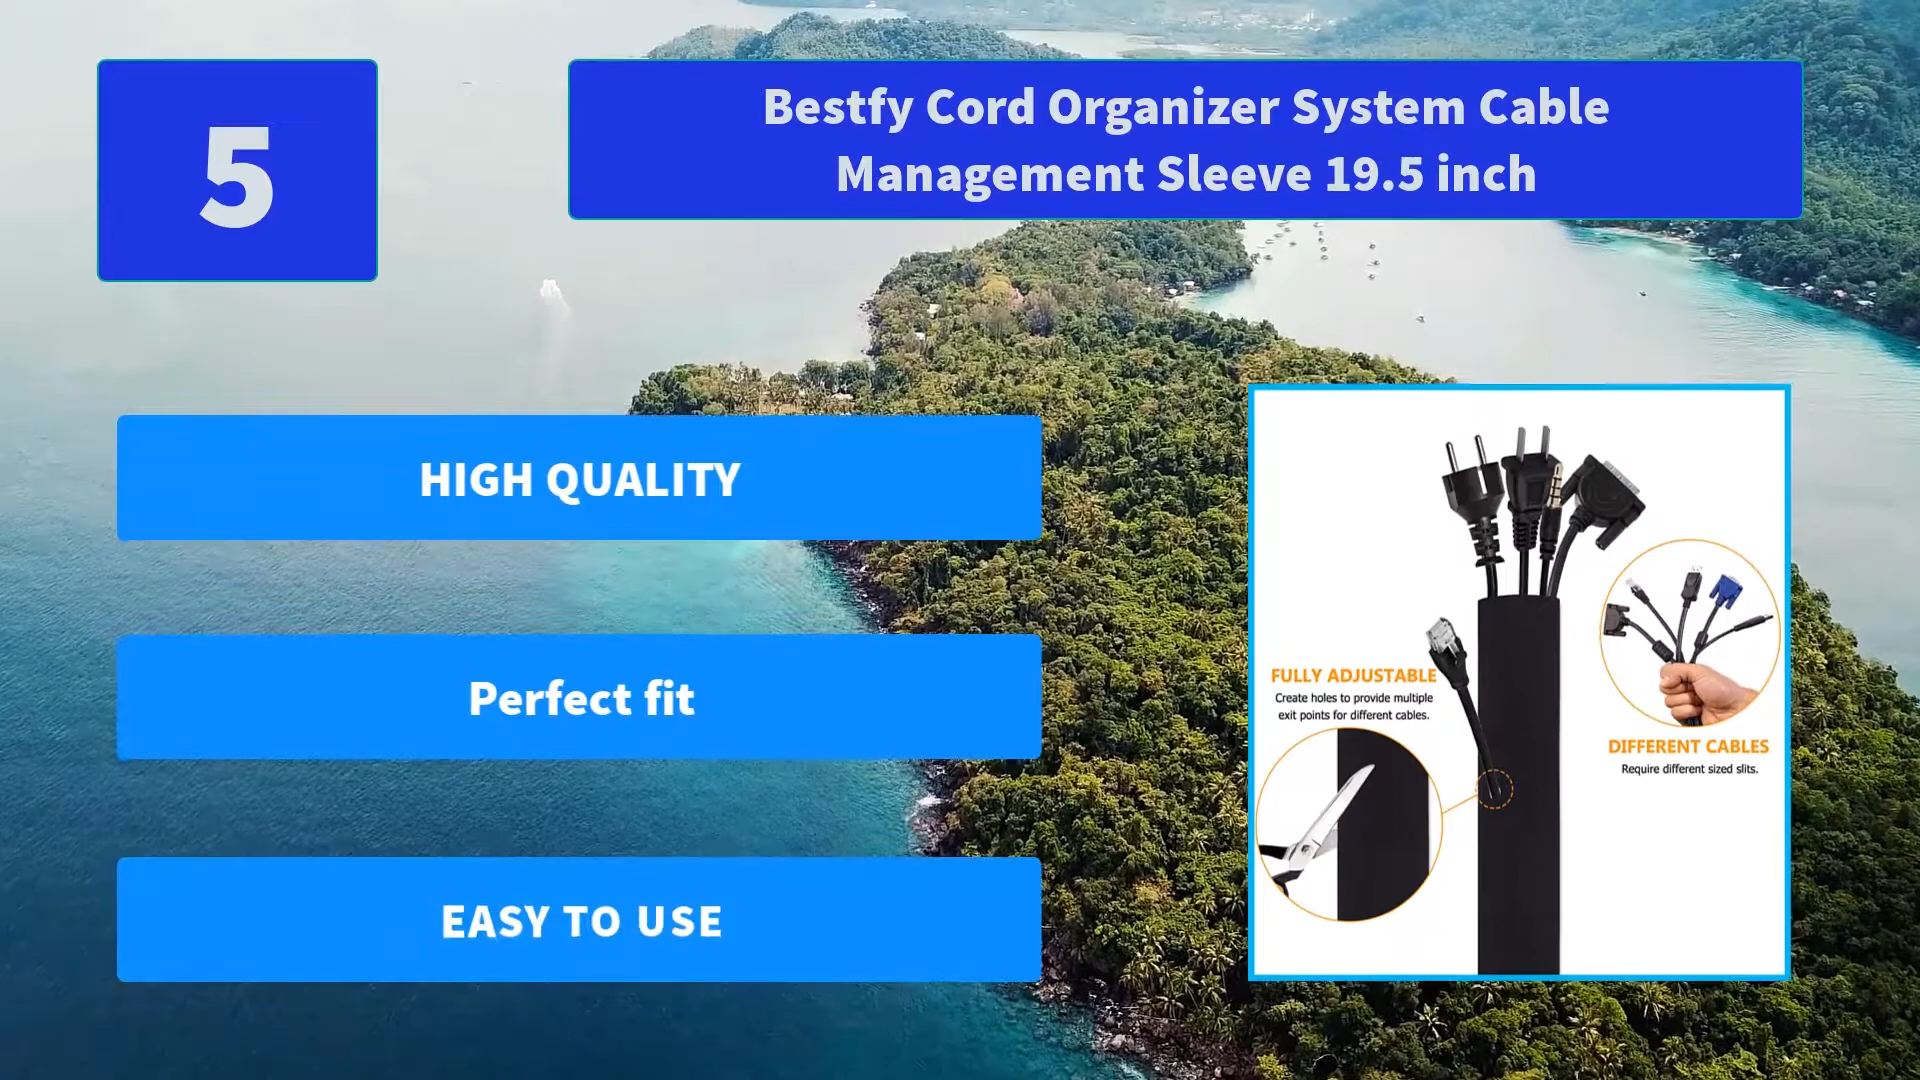 5
Bestfy Cord Organizer System Cable
Management Sleeve 19.5 inch
HIGH QUALITY
Perfect fit
EASY TO USE
FULLY ADJUSTABLE
Create holes to provide multiple
exit points for different cables.
DIFFERENT CABLES
Require different sized slits.